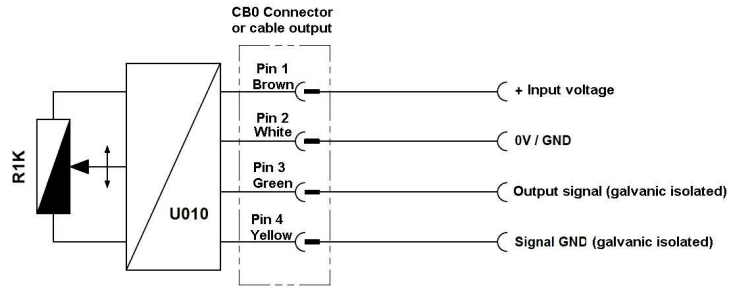 CB0 Connector
or cable output
Pin 1
Brown
+ Input voltage
Pin 2
White
0V / GND
R1K
Pin 3
Green
Output signal (galvanic isolated)
U010
Pin 4
Yellow
Signal GND (galvanic isolated)